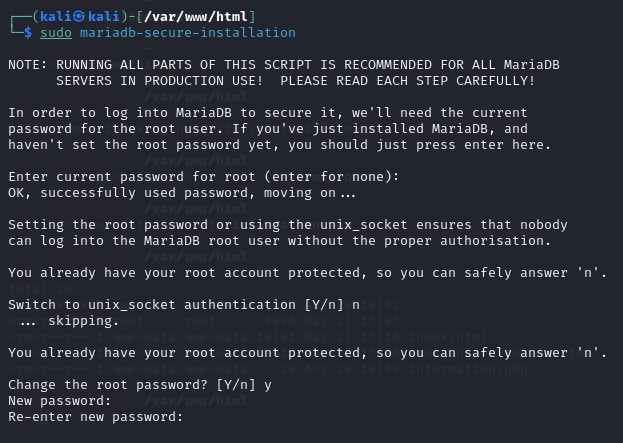 ┌──(kali㉿kali)-[/var/www/html]
└─$ sudo mariadb-secure-installation
NOTE: RUNNING ALL PARTS OF THIS SCRIPT IS RECOMMENDED FOR ALL MariaDB
SERVERS IN PRODUCTION USE!  PLEASE READ EACH STEP CAREFULLY!
In order to log into MariaDB to secure it, we'll need the current
password for the root user. If you've just installed MariaDB, and
haven't set the root password yet, you should just press enter here.
Enter current password for root (enter for none):
OK, successfully used password, moving on...
Setting the root password or using the unix_socket ensures that nobody
can log into the MariaDB root user without the proper authorisation.
You already have your root account protected, so you can safely answer 'n'.
Switch to unix_socket authentication [Y/n] n
... skipping.
You already have your root account protected, so you can safely answer 'n'.
Change the root password? [Y/n] y
New password:
Re-enter new password: